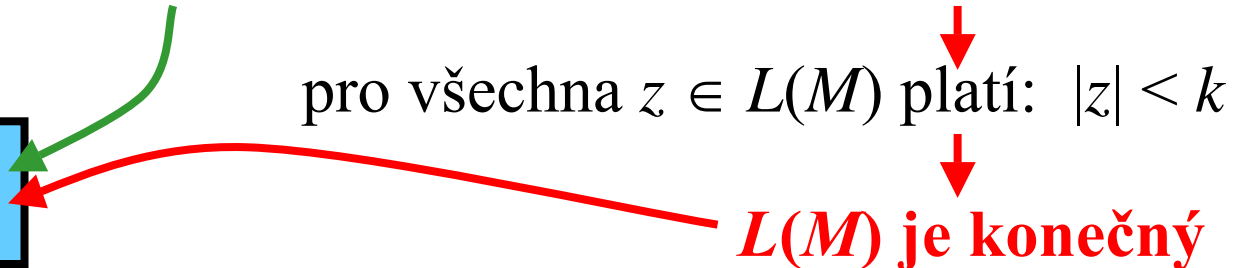 pro všechna z ∈ L(M) platí: |z| < k
L(M) je konečný